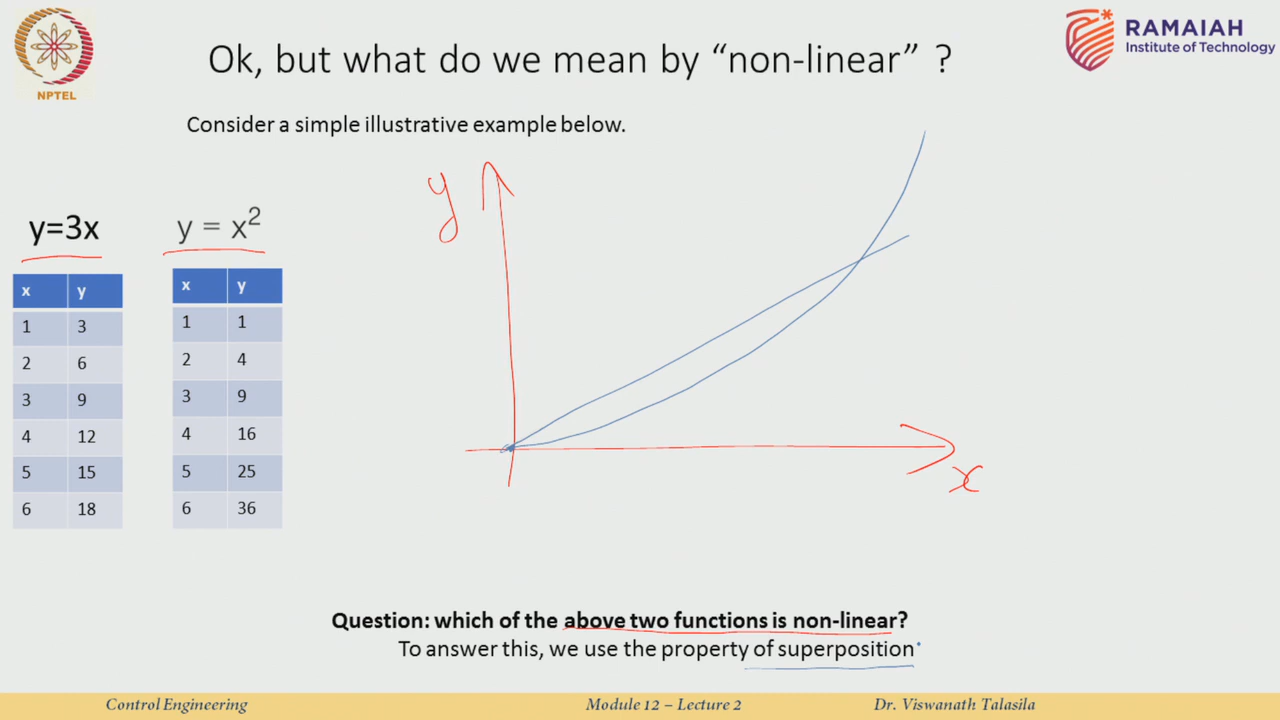 NPTEL
RAMAIAH
Institute of Technology
Ok, but what do we mean by “non-linear” ?
Consider a simple illustrative example below.
y=3x
x y
1 3
2 6
3 9
4 12
5 15
6 18
y = x²
x y
1 1
2 4
3 9
4 16
5 25
6 36
y
x
Question: which of the above two functions is non-linear?
To answer this, we use the property of superposition
Control Engineering
Module 12 – Lecture 2
Dr. Viswanath Talasila